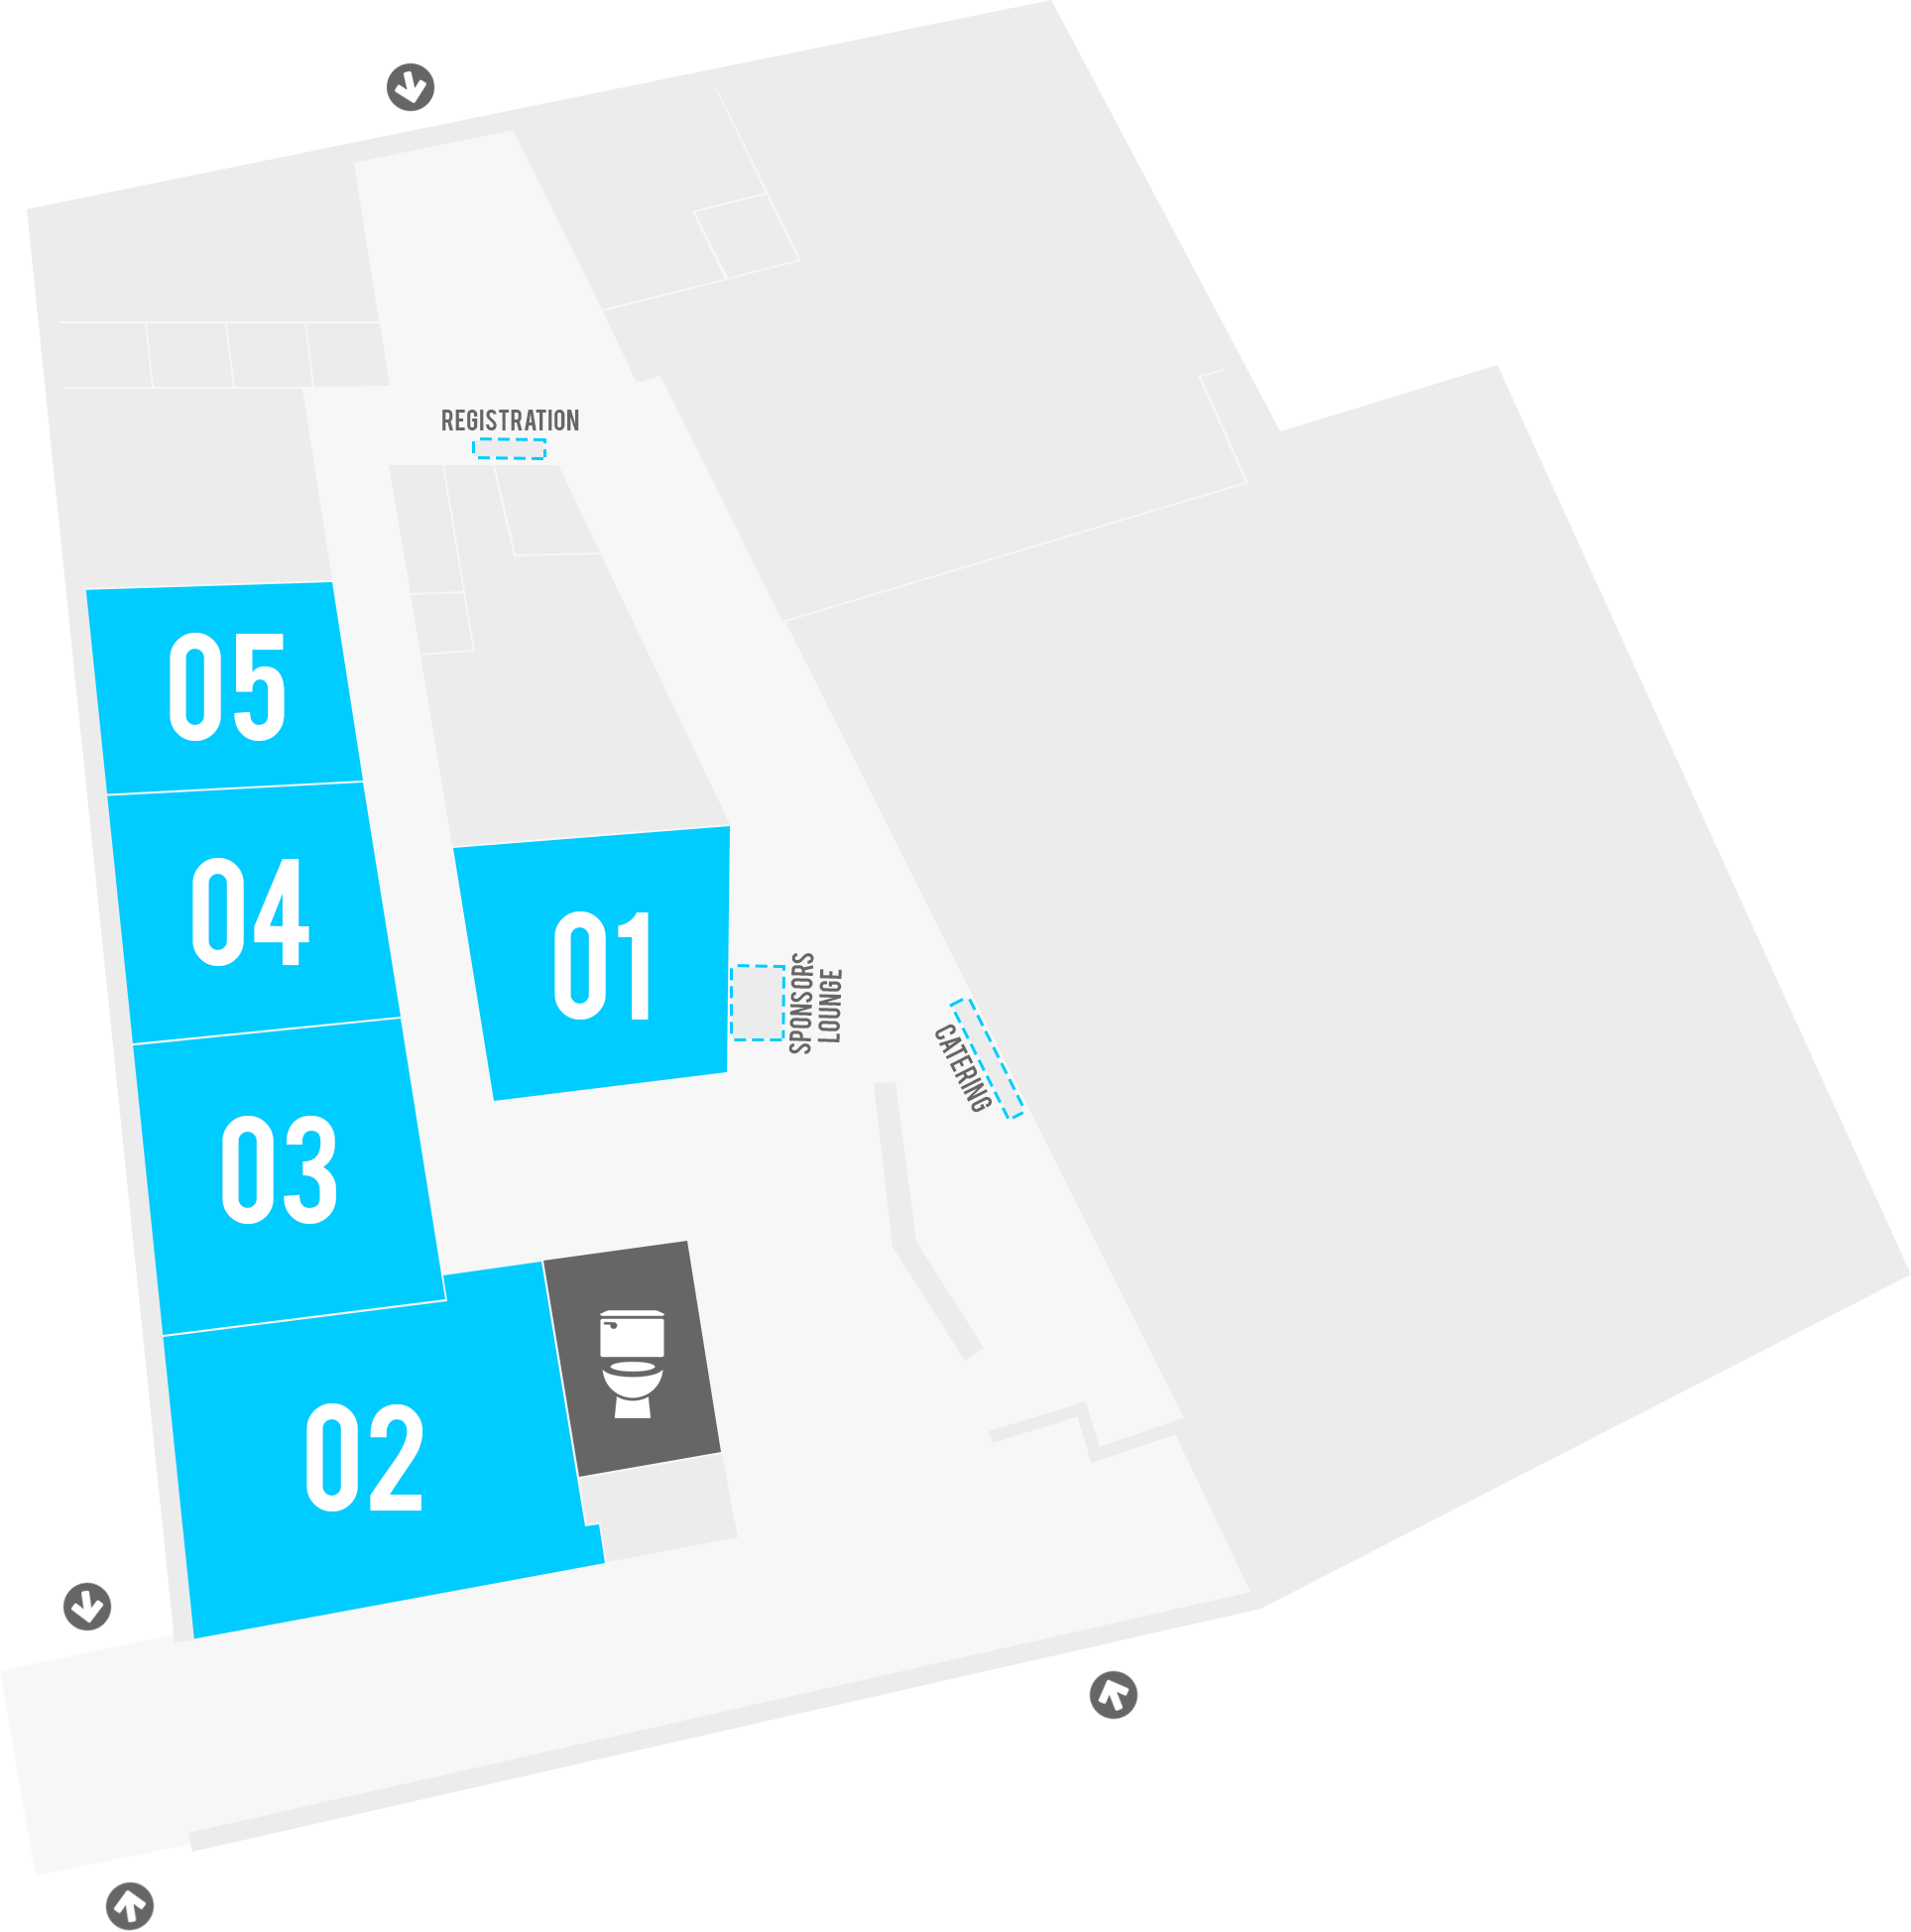 REGISTRATION
05
04
01
SPONSORS
LOUNGE
CATERING
03
02